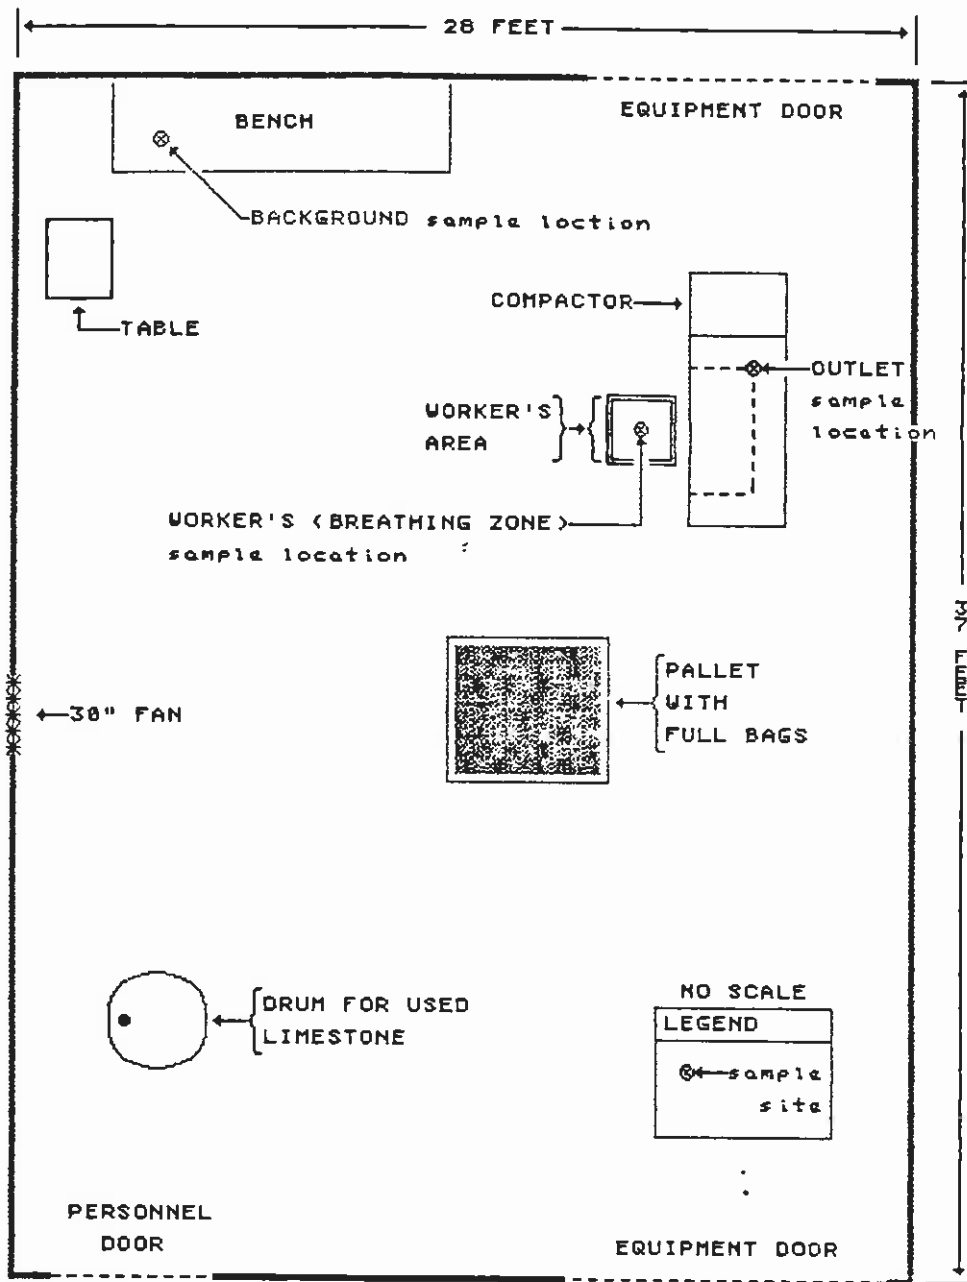 28 FEET
BENCH
EQUIPMENT DOOR
BACKGROUND sample loction
TABLE
COMPACTOR
OUTLET
sample
location
WORKER'S
AREA
WORKER'S (BREATHING ZONE)
sample location
37 FEET
30" FAN
PALLET
WITH
FULL BAGS
DRUM FOR USED
LIMESTONE
NO SCALE
LEGEND
sample
site
PERSONNEL
DOOR
EQUIPMENT DOOR